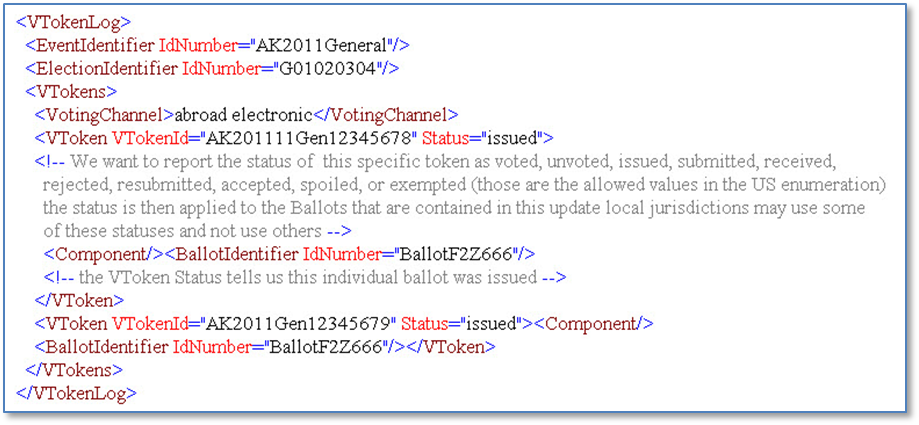 <VTokenLog>
<EventIdentifier IdNumber="AK2011General"/>
<ElectionIdentifier IdNumber="G01020304"/>
<VTokens>
<VotingChannel>abroad electronic</VotingChannel>
<VToken VTokenId="AK201111Gen12345678" Status="issued">
<!-- We want to report the status of this specific token as voted, unvoted, issued, submitted, received,
rejected, resubmitted, accepted, spoiled, or exempted (those are the allowed values in the US enumeration)
the status is then applied to the Ballots that are contained in this update local jurisdictions may use some
of these statuses and not use others -->
<Component/><BallotIdentifier IdNumber="BallotF2Z666"/>
<!-- the VToken Status tells us this individual ballot was issued -->
</VToken>
<VToken VTokenId="AK2011Gen12345679" Status="issued"><Component/>
<BallotIdentifier IdNumber="BallotF2Z666"/></VToken>
</VTokens>
</VTokenLog>